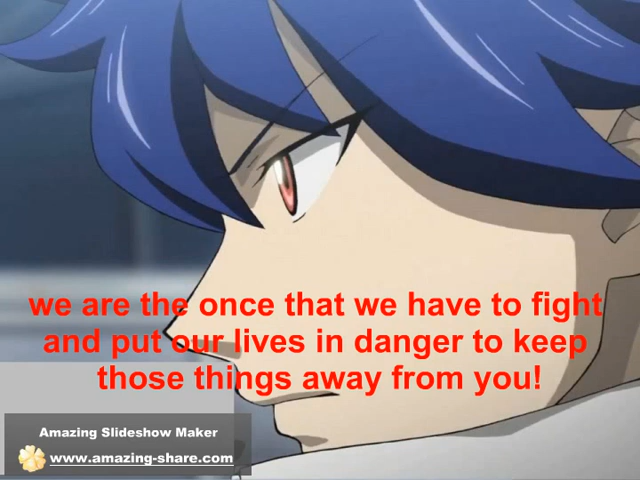 we are the once that we have to fight
and put our lives in danger to keep
those things away from you!
Amazing Slideshow Maker
www.amazing-share.com